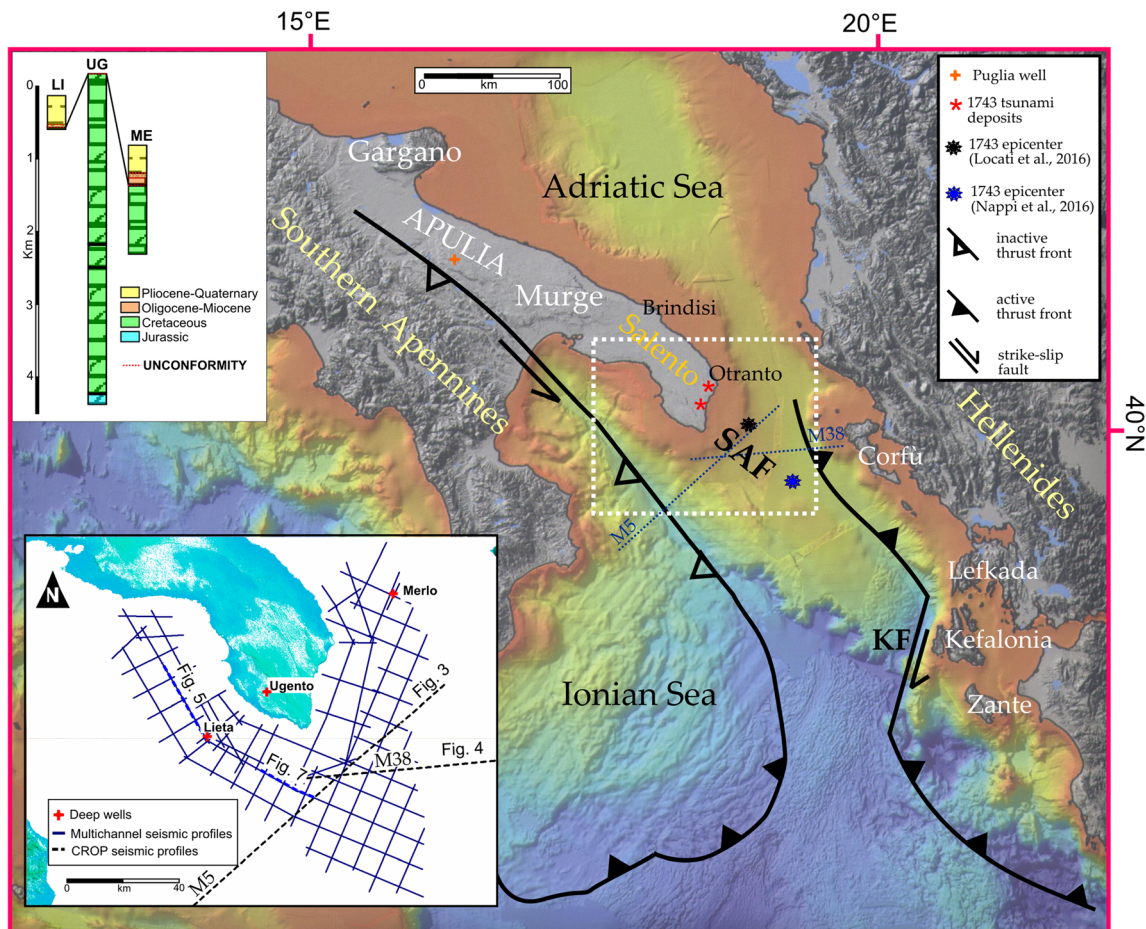 15°E
20°E
40°N
LI
UG
ME
0
1
2
3
4
Km
Pliocene-Quaternary
Oligocene-Miocene
Cretaceous
Jurassic
UNCONFORMITY
0
km
100
Gargano
Adriatic Sea
APULIA
Southern Apennines
Murge
Brindisi
Salento
Otranto
SAF
M38
M5
Corfù
Hellenides
Lefkada
KF
Kefalonia
Zante
Ionian Sea
Puglia well
1743 tsunami
deposits
1743 epicenter
(Locati et al., 2016)
1743 epicenter
(Nappi et al., 2016)
inactive
thrust front
active
thrust front
strike-slip
fault
N
Merlo
Ugento
Lieta
Fig. 5
Fig. 3
Fig. 4
Fig. 7
M38
M5
Deep wells
Multichannel seismic profiles
CROP seismic profiles
0
km
40